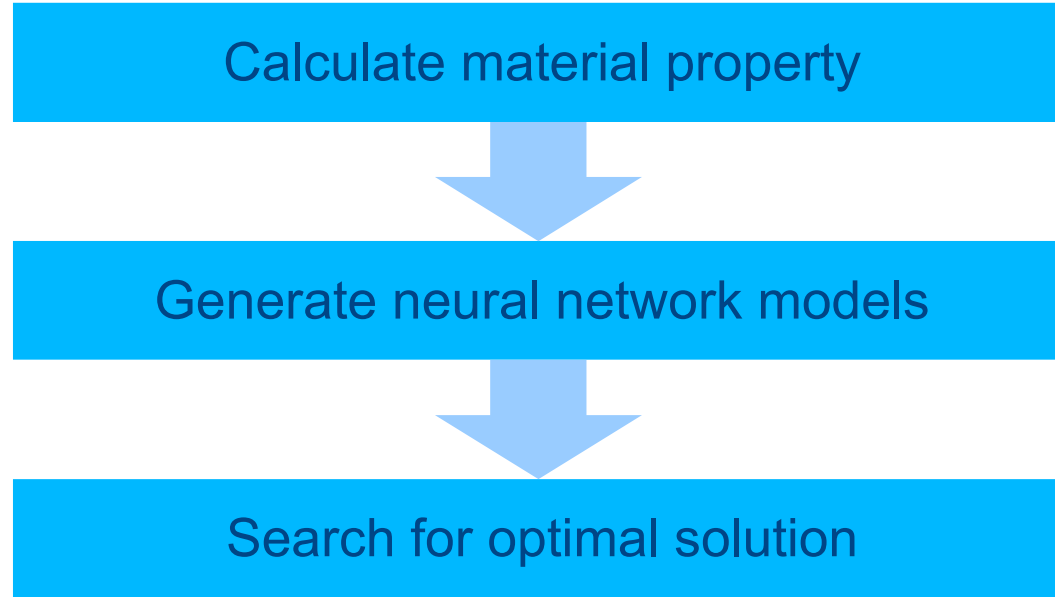 Calculate material property
Generate neural network models
Search for optimal solution